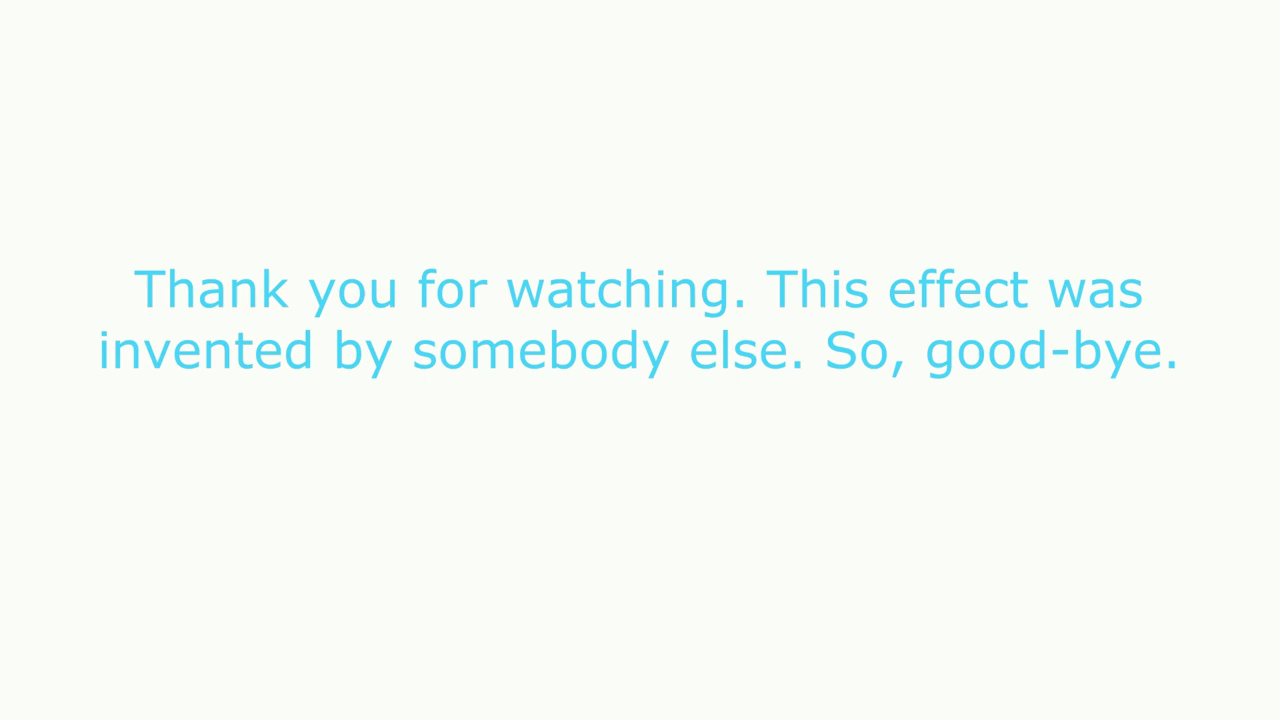 Thank you for watching. This effect was
invented by somebody else. So, good-bye.